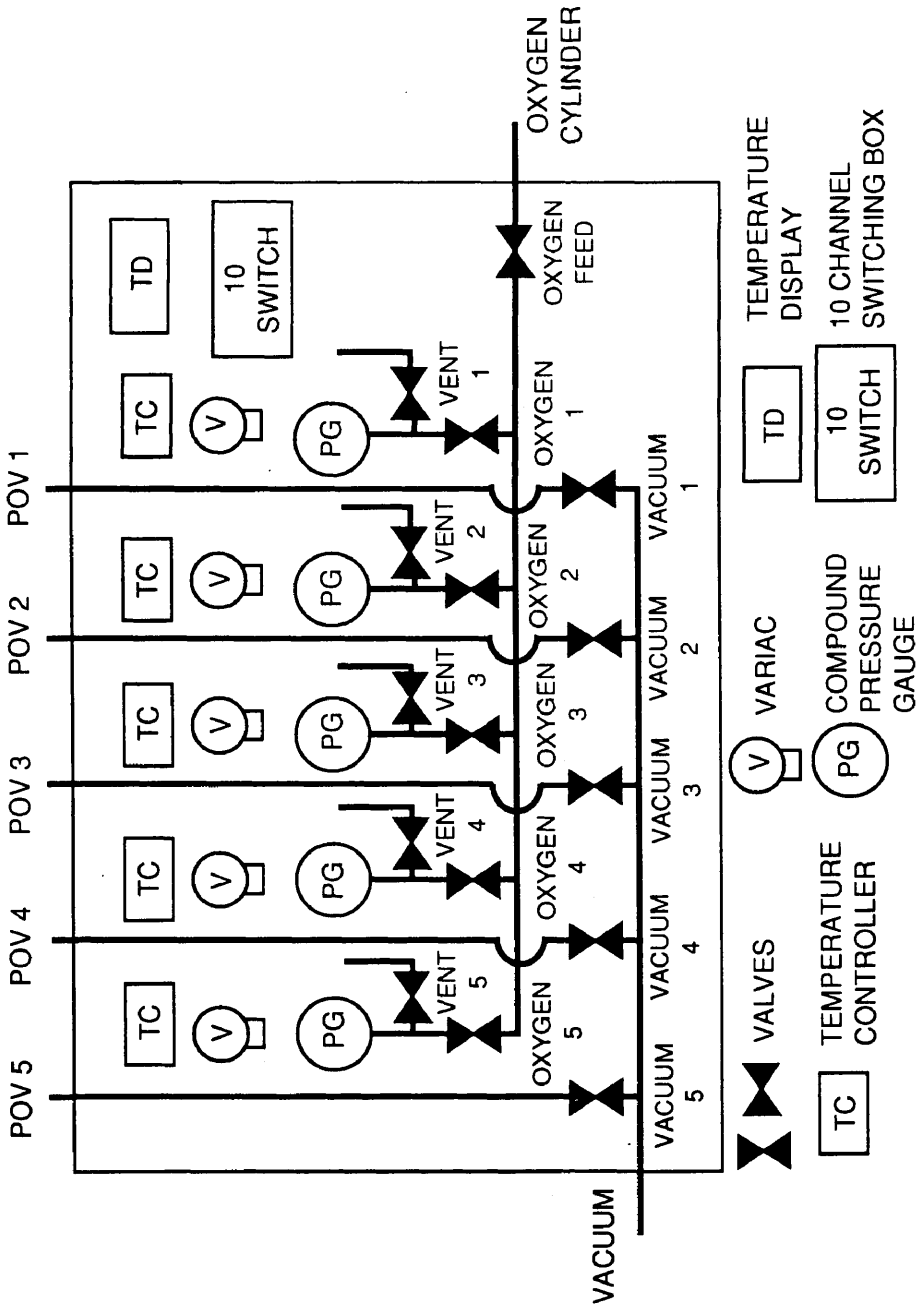 POV 5
POV 4
POV 3
POV 2
POV 1
TC
TC
TC
TC
TC
TD
V
V
V
V
V
10
SWITCH
PG
PG
PG
PG
PG
VENT
5
VENT
4
VENT
3
VENT
2
VENT
1
OXYGEN
5
OXYGEN
4
OXYGEN
3
OXYGEN
2
OXYGEN
1
OXYGEN
FEED
OXYGEN
CYLINDER
VACUUM
VACUUM
5
VACUUM
4
VACUUM
3
VACUUM
2
VACUUM
1
VALVES
V
VARIAC
TD
TEMPERATURE
DISPLAY
TC
TEMPERATURE
CONTROLLER
PG
COMPOUND
PRESSURE
GAUGE
10
SWITCH
10 CHANNEL
SWITCHING BOX